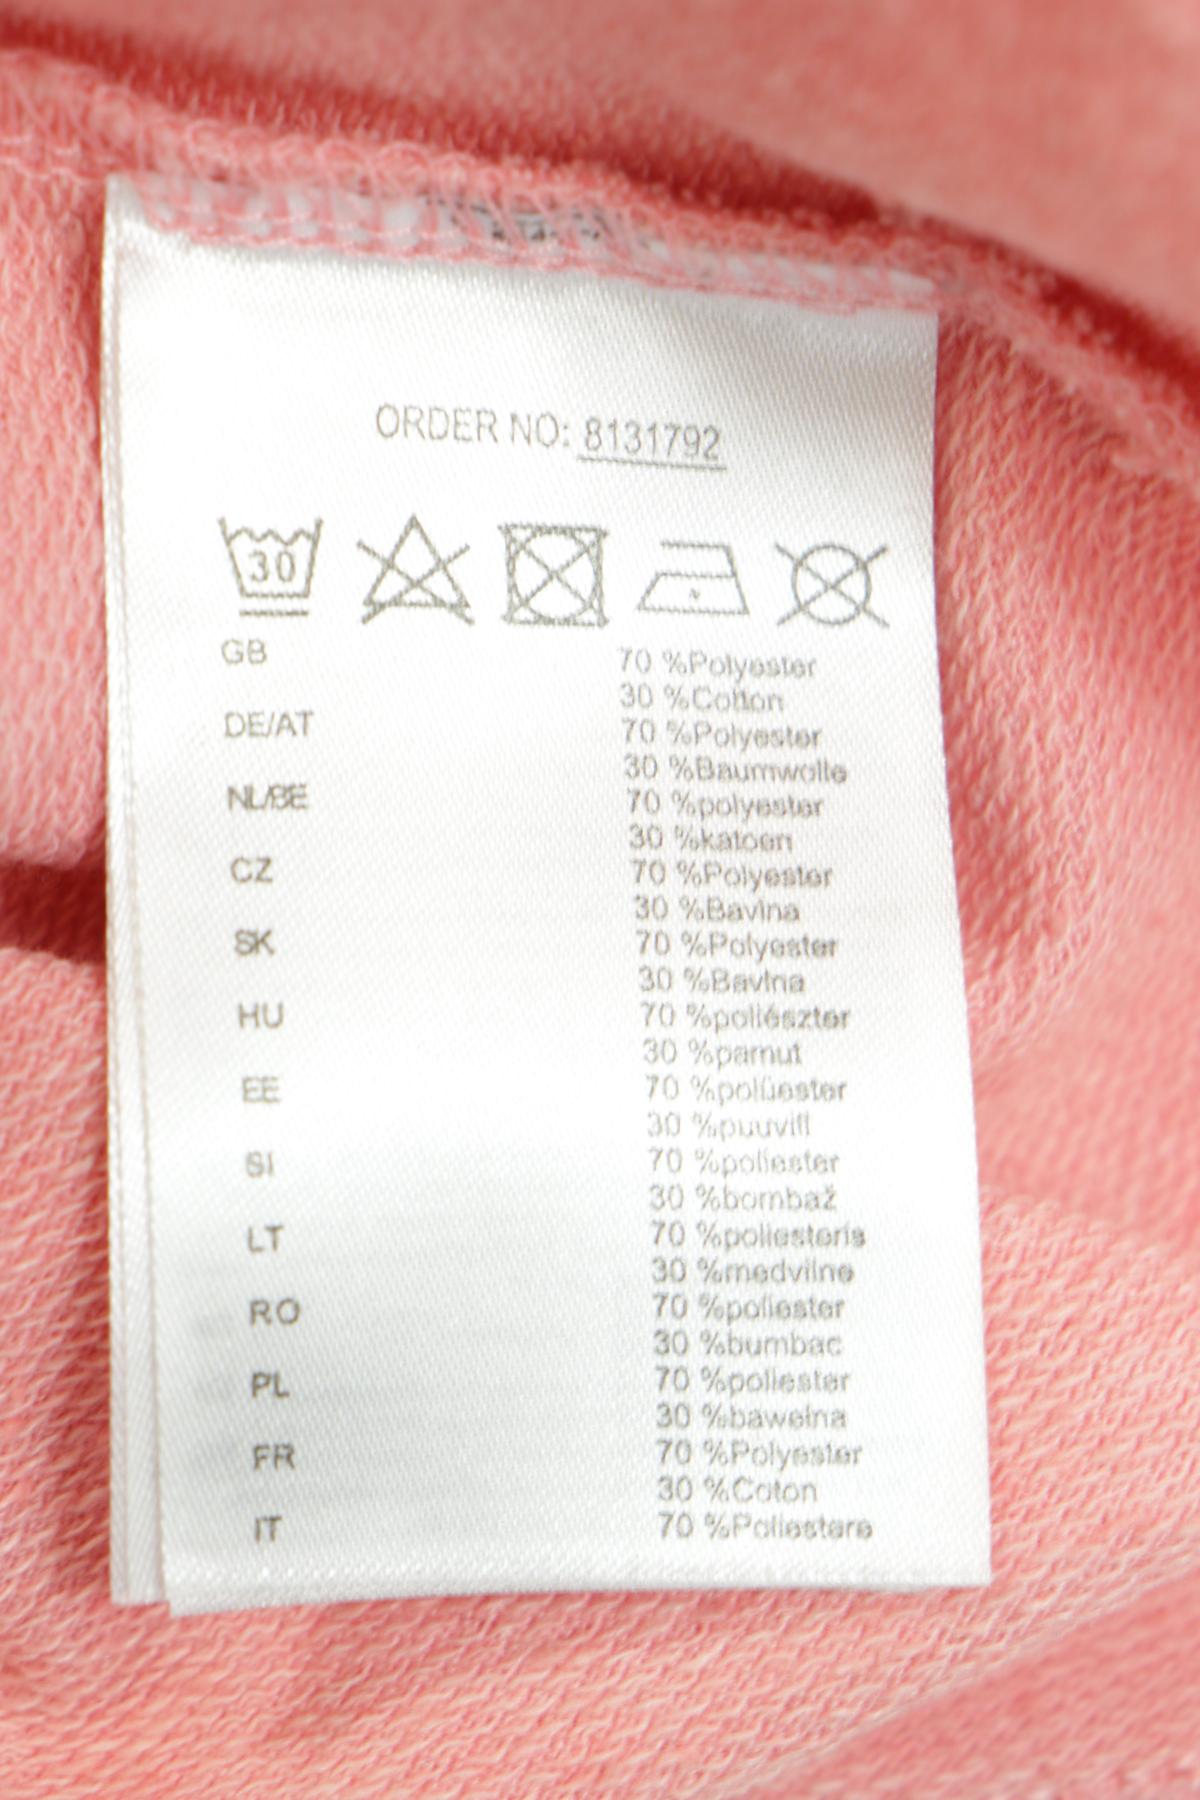 ORDER NO: 8131792
30
GB 70 %Polyester
30 %Cotton
DE/AT 70 %Polyester
30 %Baumwolle
NL/BE 70 %polyester
30 %katoen
CZ 70 %Polyester
30 %Bavlna
SK 70 %Polyester
30 %Bavlna
HU 70 %poliészter
30 %pamut
EE 70 %polüester
30 %puuvill
SI 70 %poliester
30 %bombaž
LT 70 %poliesteris
30 %medvilne
RO 70 %poliester
30 %bumbac
PL 70 %poliester
30 %bawelna
FR 70 %Polyester
30 %Coton
IT 70 %Poliestere